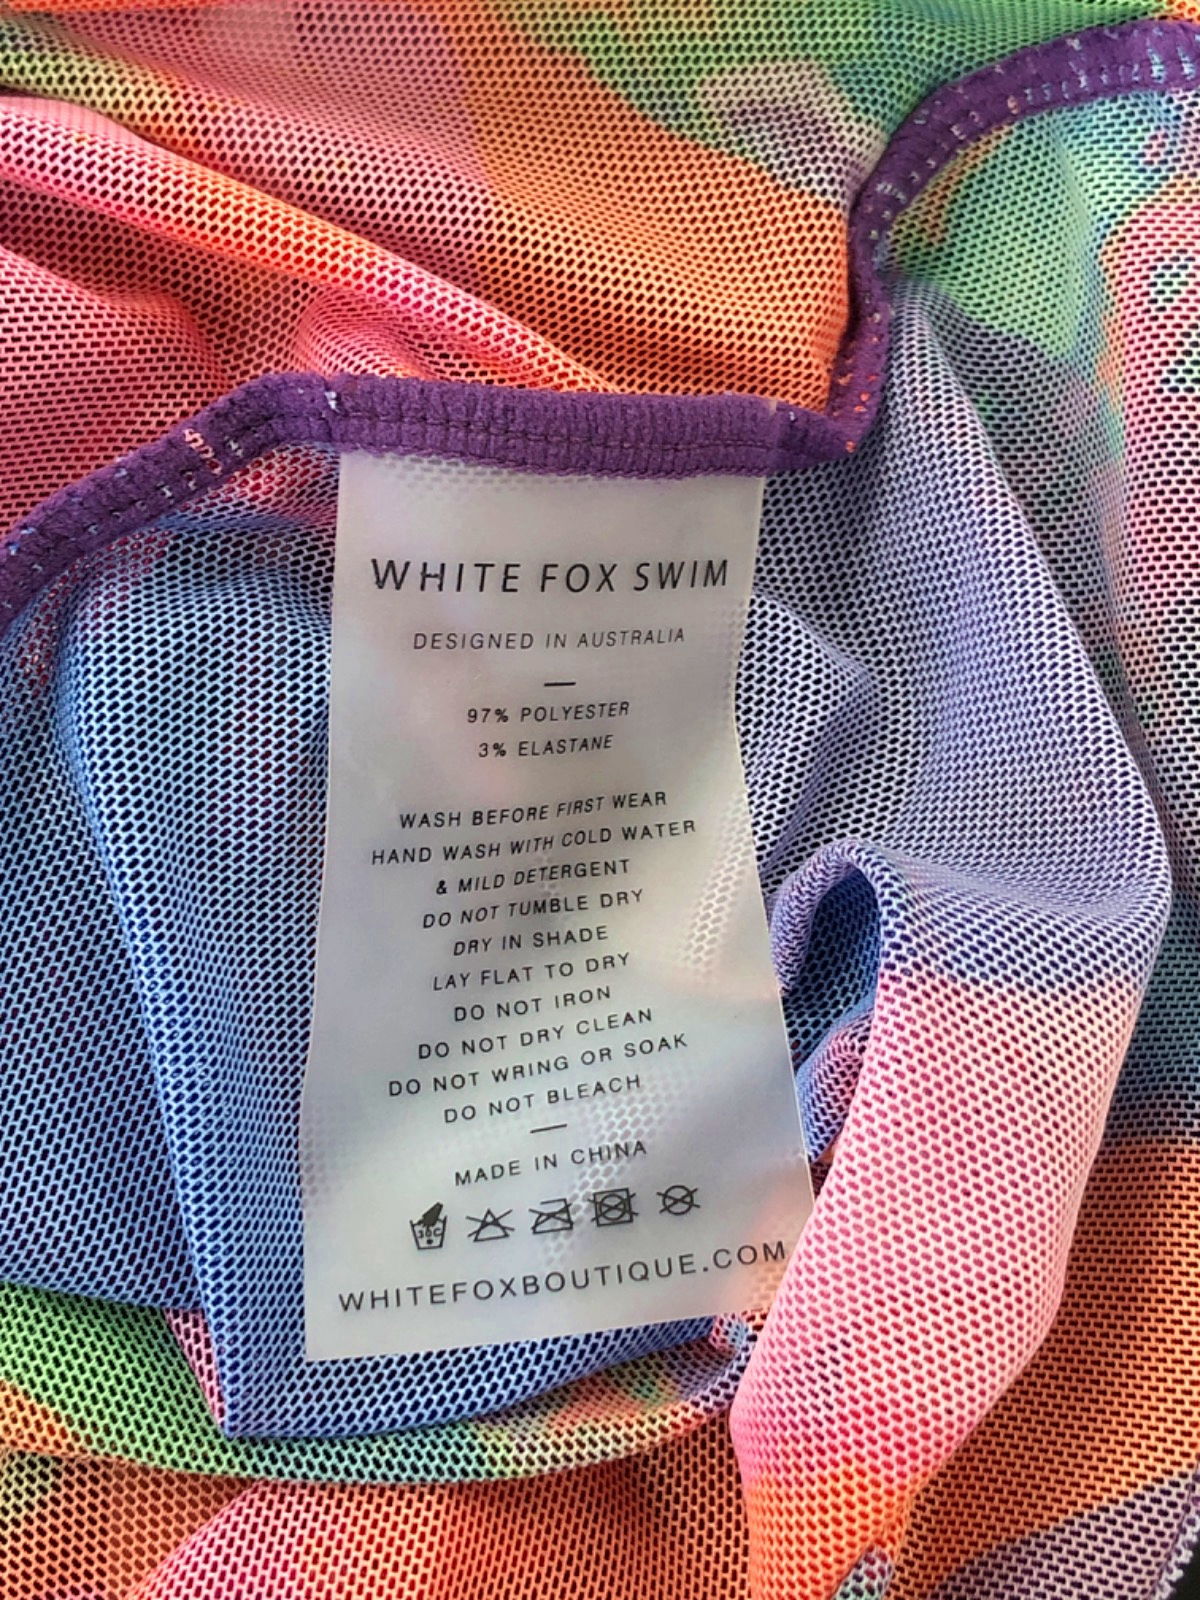 WHITE FOX SWIM
DESIGNED IN AUSTRALIA
97% POLYESTER
3% ELASTANE
WASH BEFORE FIRST WEAR
HAND WASH WITH COLD WATER
& MILD DETERGENT
DO NOT TUMBLE DRY
DRY IN SHADE
LAY FLAT TO DRY
DO NOT IRON
DO NOT DRY CLEAN
DO NOT WRING OR SOAK
DO NOT BLEACH
MADE IN CHINA
30C
WHITEFOXBOUTIQUE.COM